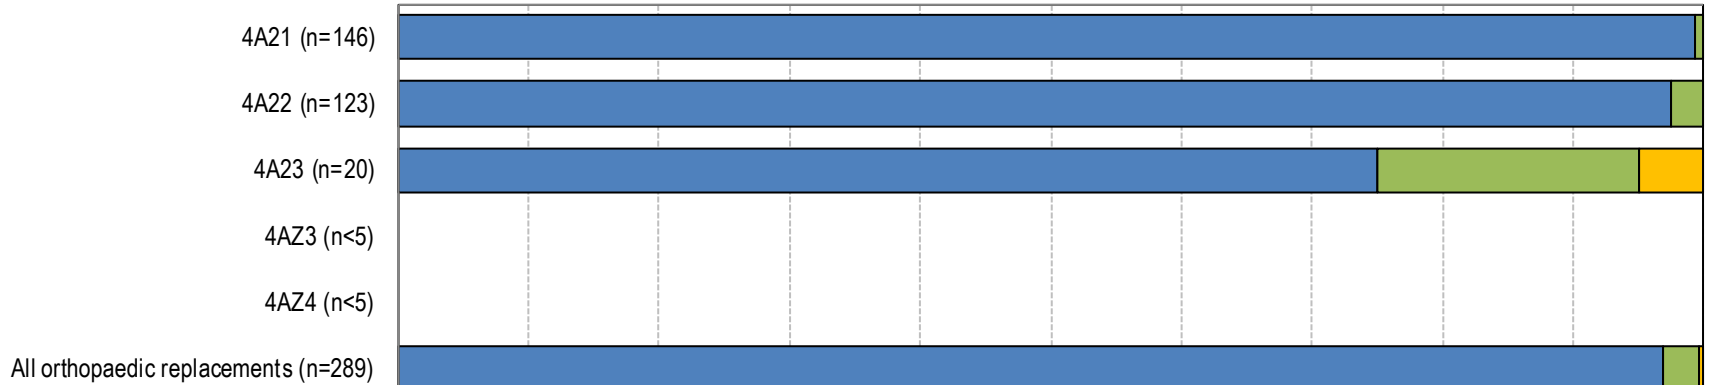 4A21 (n=146)
4A22 (n=123)
4A23 (n=20)
4AZ3 (n<5)
4AZ4 (n<5)
All orthopaedic replacements (n=289)